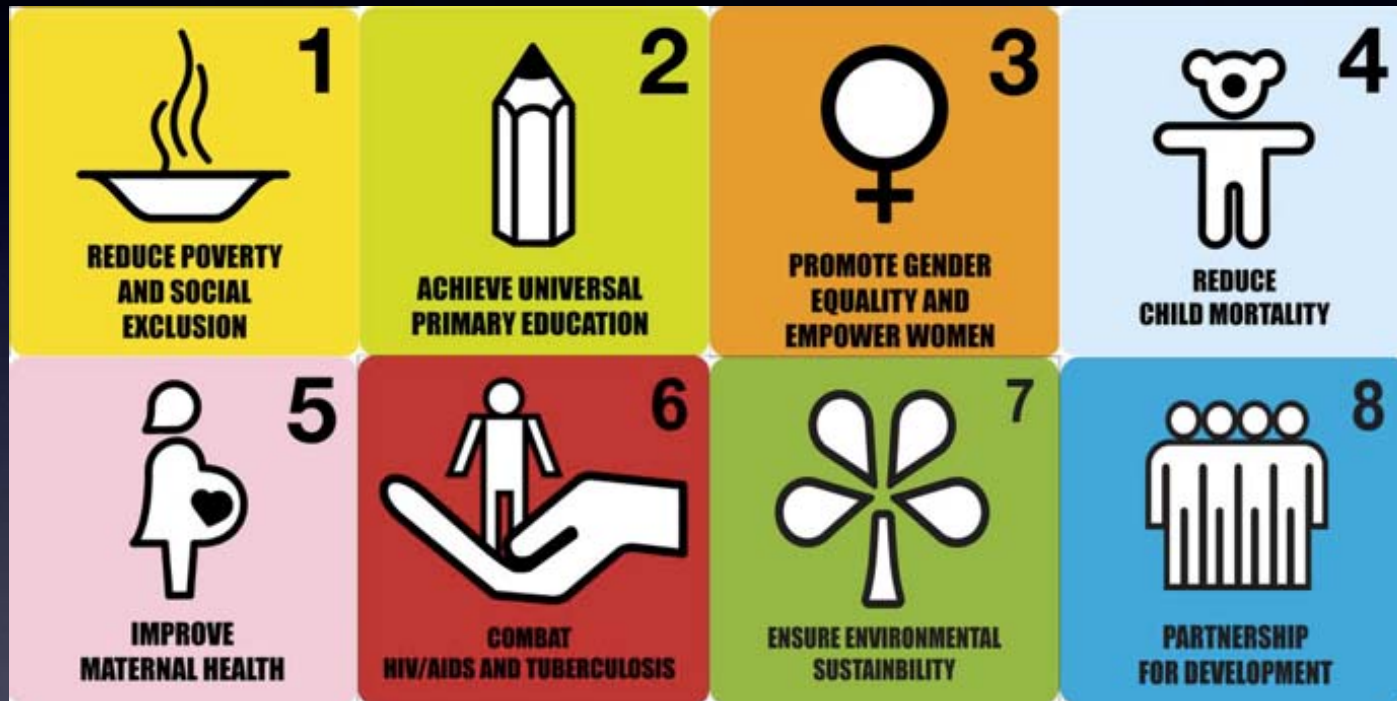 1
REDUCE POVERTY
AND SOCIAL
EXCLUSION
2
ACHIEVE UNIVERSAL
PRIMARY EDUCATION
3
PROMOTE GENDER
EQUALITY AND
EMPOWER WOMEN
4
REDUCE
CHILD MORTALITY
5
IMPROVE
MATERNAL HEALTH
6
COMBAT
HIV/AIDS AND TUBERCULOSIS
7
ENSURE ENVIRONMENTAL
SUSTAINBILITY
8
PARTNERSHIP
FOR DEVELOPMENT